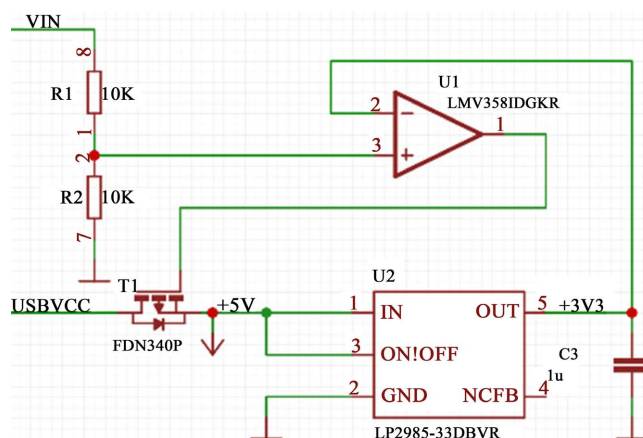 VIN
8
R1 10K
1
2
R2 10K
7
U1
LMV358IDGKR
2
3
1
T1
USBVCC
FDN340P
+5V
U2
1 IN OUT 5 +3V3
3 ON!OFF
2 GND NCFB 4
LP2985-33DBVR
C3
1u